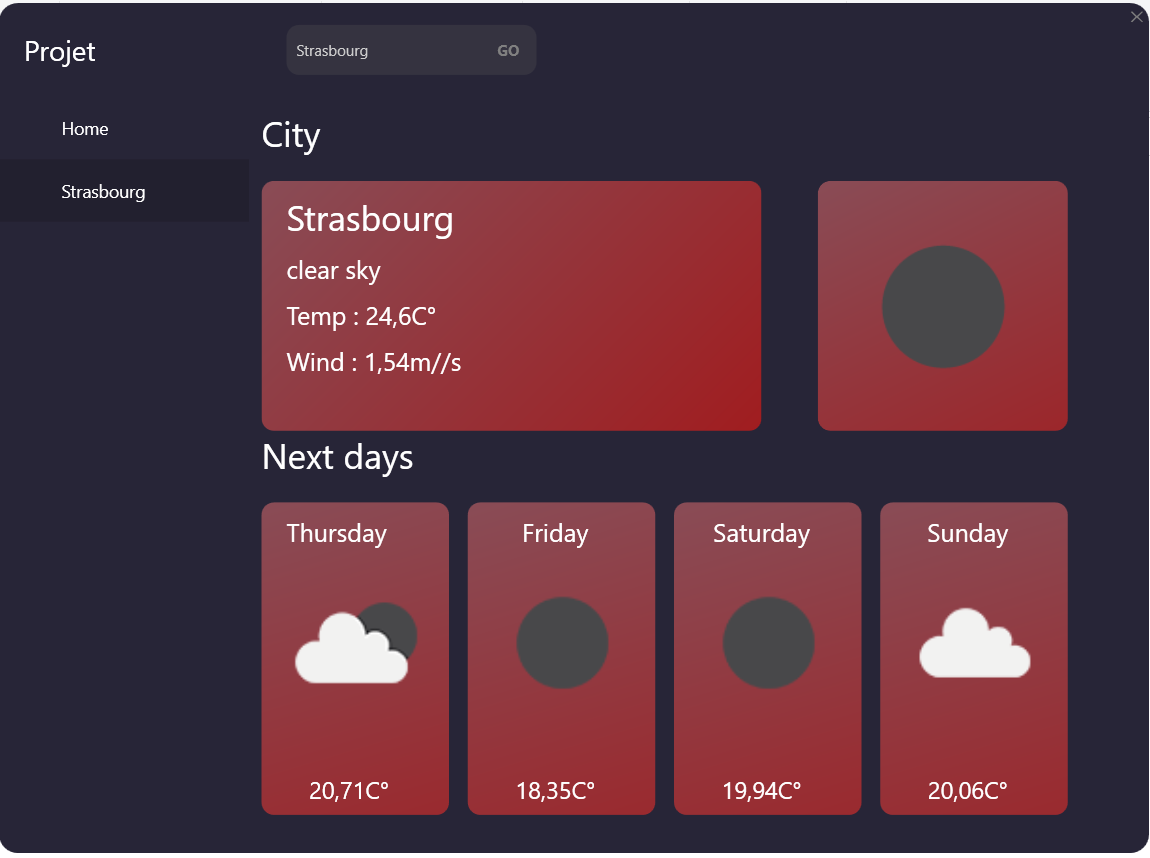 Projet
Strasbourg GO
Home
Strasbourg
City
Strasbourg
clear sky
Temp : 24,6C°
Wind : 1,54m//s
Next days
Thursday Friday Saturday Sunday
20,71C° 18,35C° 19,94C° 20,06C°